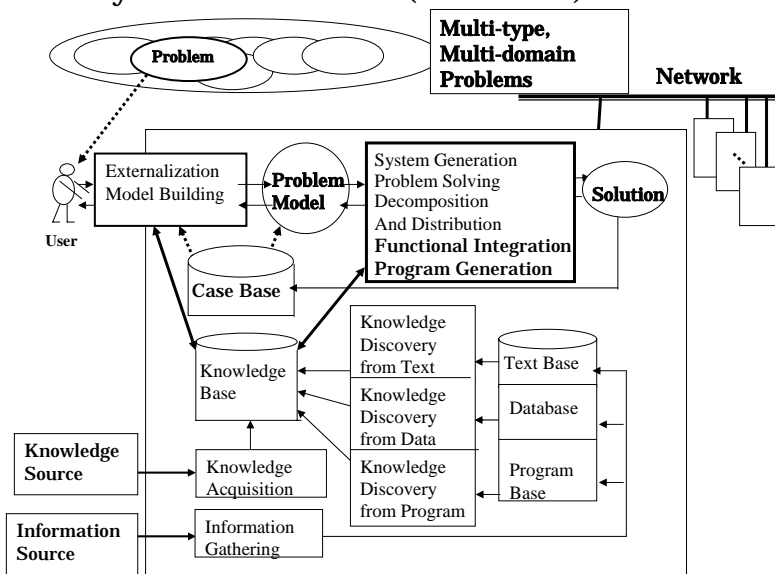 Multi-type,
Multi-domain
Problems
Problem
Network
Externalization
Model Building
Problem
Model
System Generation
Problem Solving
Decomposition
And Distribution
Functional Integration
Program Generation
Solution
User
Case Base
Knowledge
Base
Knowledge
Discovery
from Text
Text Base
Knowledge
Discovery
from Data
Database
Knowledge
Discovery
from Program
Program
Base
Knowledge
Source
Knowledge
Acquisition
Information
Source
Information
Gathering